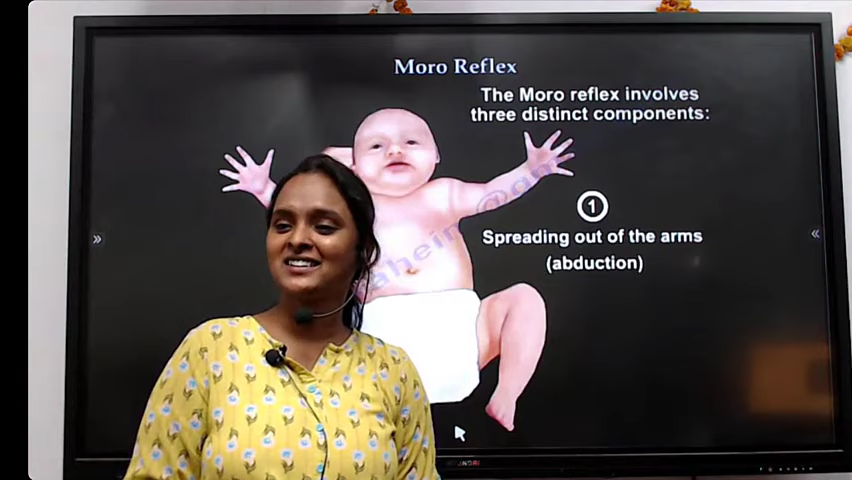 Moro Reflex
The Moro reflex involves
three distinct components:
1
Spreading out of the arms
(abduction)